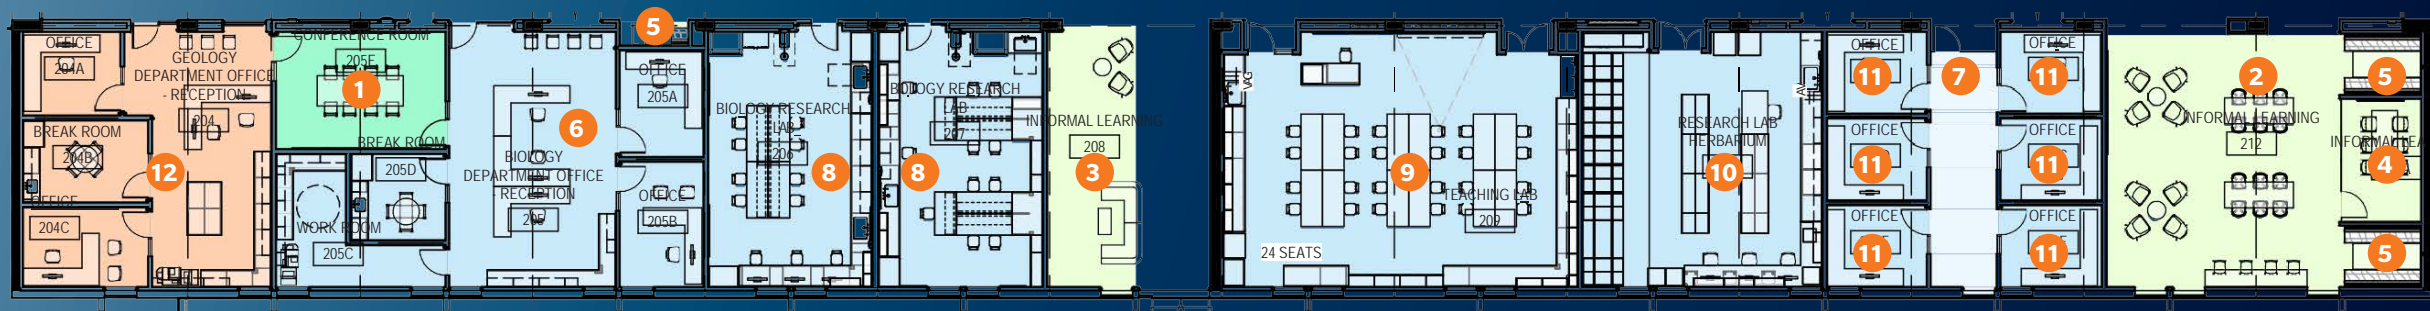 OFFICE
204A
GEOLOGY
DEPARTMENT OFFICE
- RECEPTION
204
BREAK ROOM
204B
12
OFFICE
204C
CONFERENCE ROOM
205E
1
BREAK ROOM
205D
WORK ROOM
205C
6
BIOLOGY
DEPARTMENT OFFICE
- RECEPTION
205
5
OFFICE
205A
OFFICE
205B
BIOLOGY RESEARCH
LAB
206
8
BIOLOGY RESEARCH
LAB
207
8
INFORMAL LEARNING
208
3
9
TEACHING LAB
209
24 SEATS
RESEARCH LAB
HERBARIUM
10
AV
OFFICE
11
OFFICE
11
OFFICE
11
7
OFFICE
11
OFFICE
11
OFFICE
11
2
INFORMAL LEARNING
212
5
INFORMAL LEA
4
5